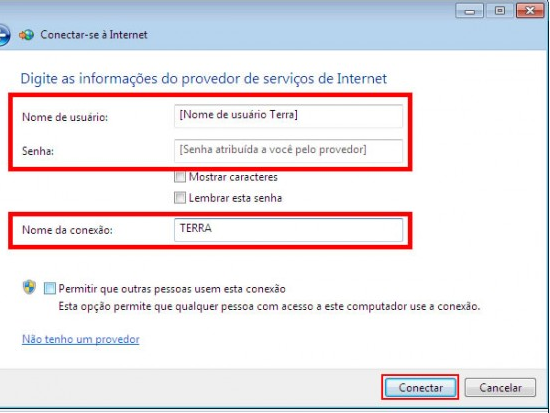 Conectar-se à Internet
Digite as informações do provedor de serviços de Internet
Nome de usuário: [Nome de usuário Terra]
Senha: [Senha atribuída a você pelo provedor]
Mostrar caracteres
Lembrar esta senha
Nome da conexão: TERRA
Permitir que outras pessoas usem esta conexão
Esta opção permite que qualquer pessoa com acesso a este computador use a conexão.
Não tenho um provedor
Conectar Cancelar